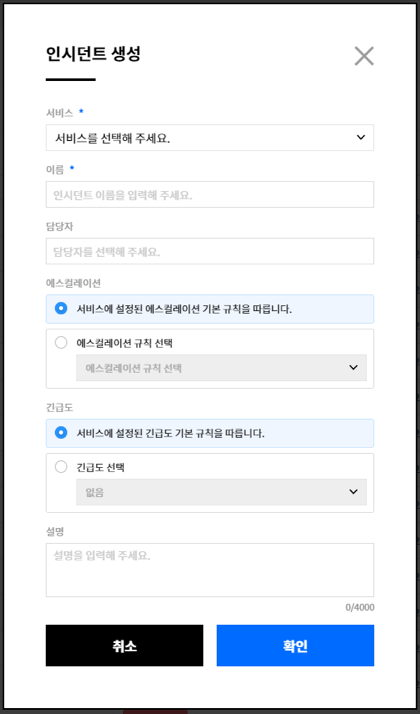 인시던트 생성
서비스 *
서비스를 선택해 주세요.
이름 *
인시던트 이름을 입력해 주세요.
담당자
담당자를 선택해 주세요.
에스컬레이션
서비스에 설정된 에스컬레이션 기본 규칙을 따릅니다.
에스컬레이션 규칙 선택
에스컬레이션 규칙 선택
긴급도
서비스에 설정된 긴급도 기본 규칙을 따릅니다.
긴급도 선택
없음
설명
설명을 입력해 주세요.
0/4000
취소 확인